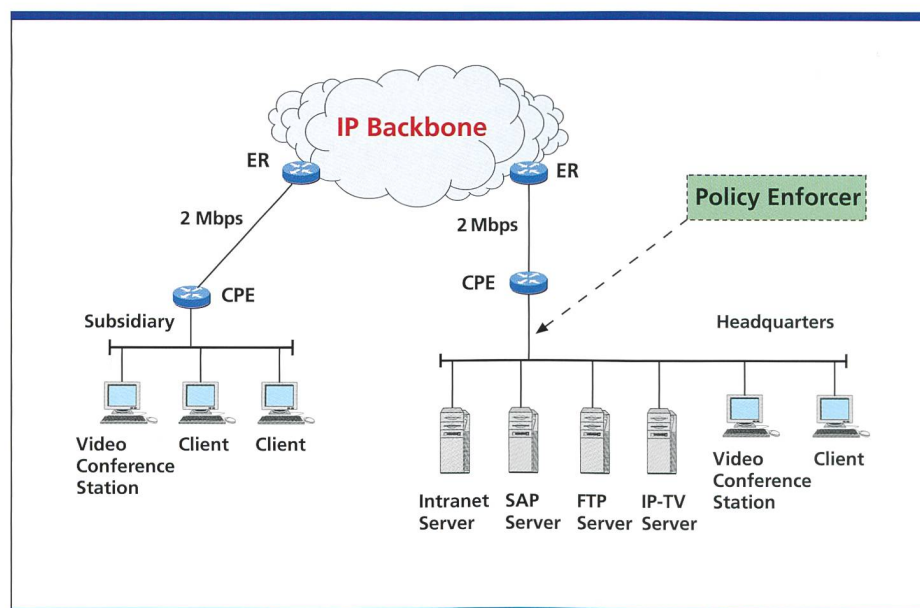 IP Backbone
ER
ER
Policy Enforcer
2 Mbps
2 Mbps
CPE
CPE
Subsidiary
Headquarters
Video
Conference
Station
Client
Client
Intranet
Server
SAP
Server
FTP
Server
IP-TV
Server
Video
Conference
Station
Client